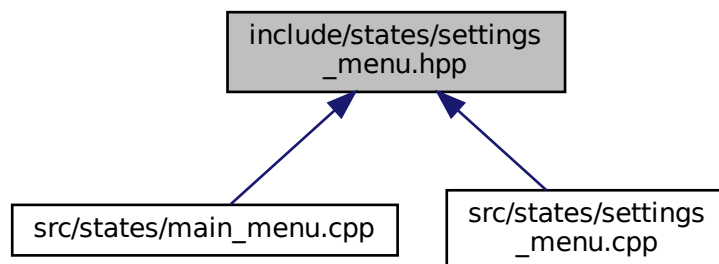 include/states/settings
_menu.hpp
src/states/main_menu.cpp
src/states/settings
_menu.cpp